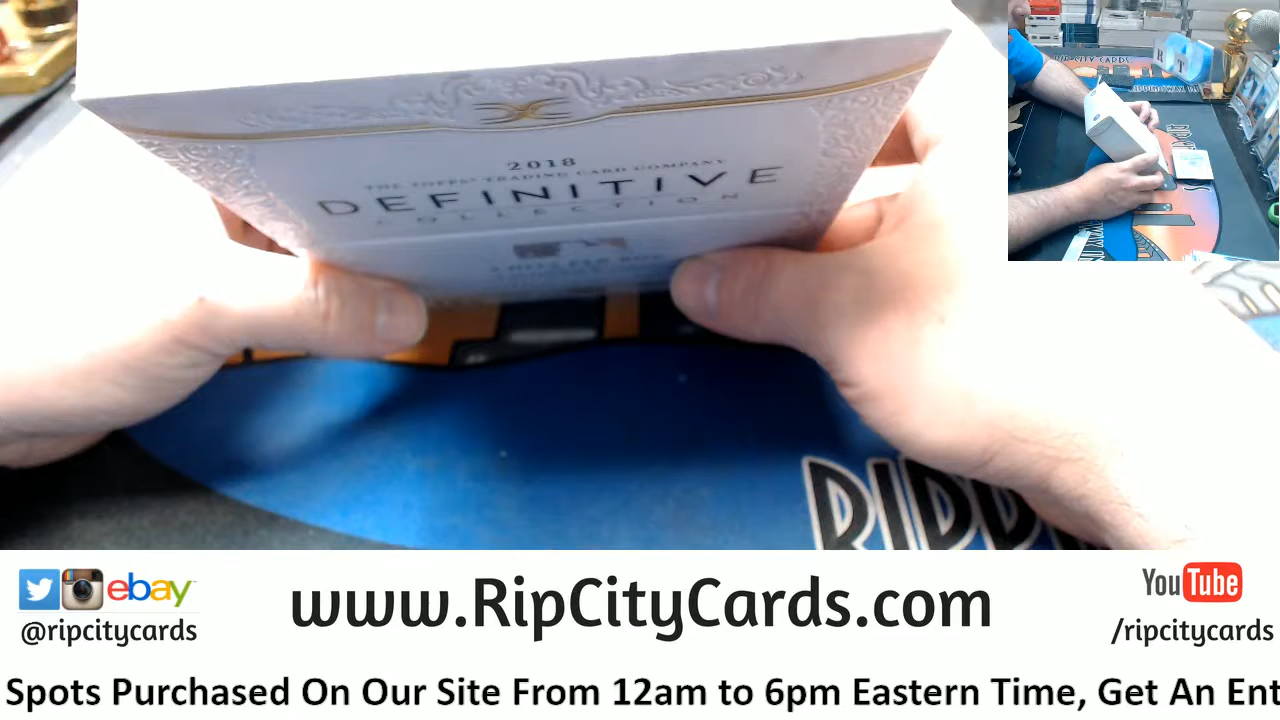 2018
THE TOPPS® TRADING CARD COMPANY
DEFINITIVE
COLLECTION
RIP CITY CARDS
ebay
@ripcitycards
www.RipCityCards.com
YouTube
/ripcitycards
Spots Purchased On Our Site From 12am to 6pm Eastern Time, Get An Ent